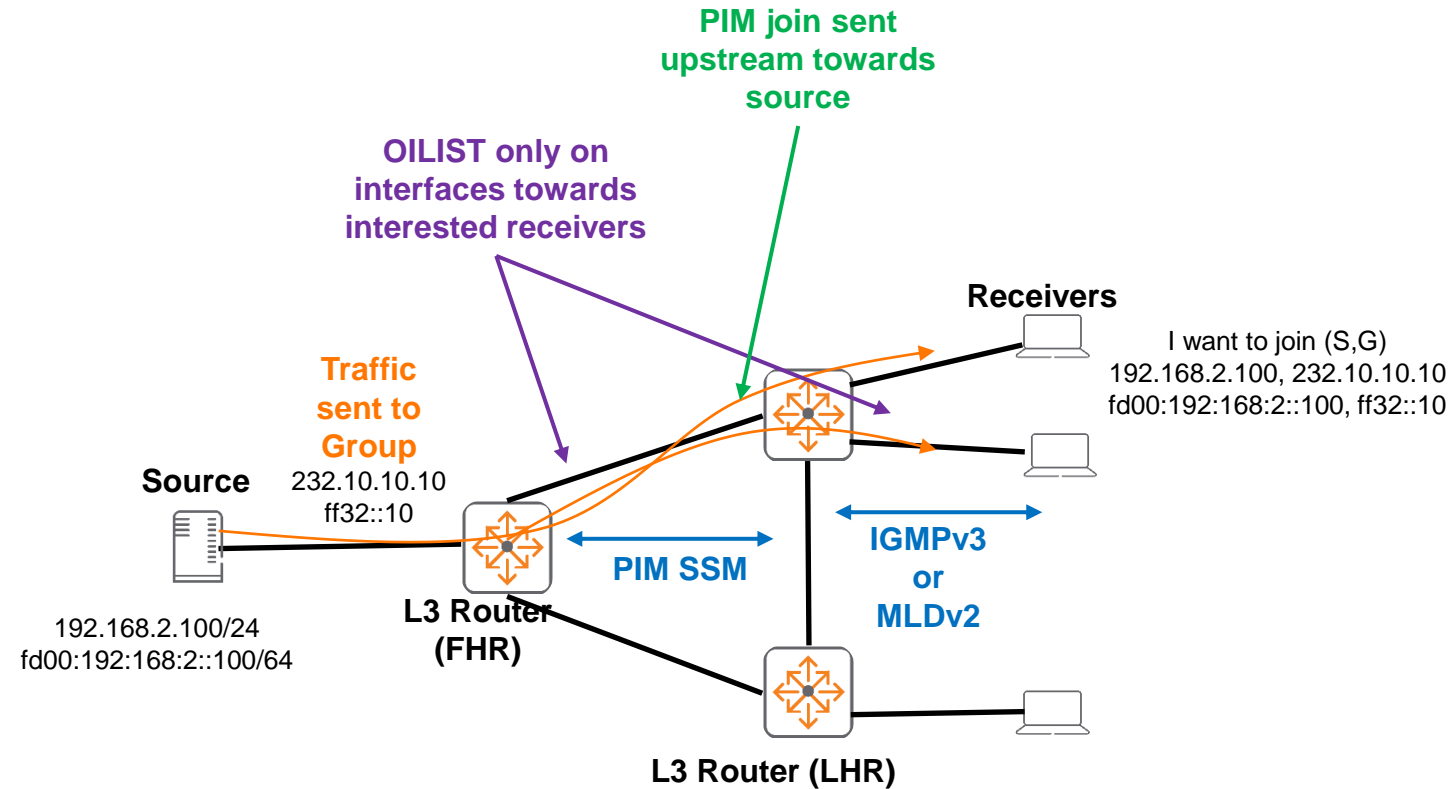 PIM join sent
upstream towards
source
OILIST only on
interfaces towards
interested receivers
Receivers
I want to join (S,G)
192.168.2.100, 232.10.10.10
fd00:192:168:2::100, ff32::10
Traffic
sent to
Group
232.10.10.10
ff32::10
Source
192.168.2.100/24
fd00:192:168:2::100/64
L3 Router
(FHR)
PIM SSM
IGMPv3
or
MLDv2
L3 Router (LHR)